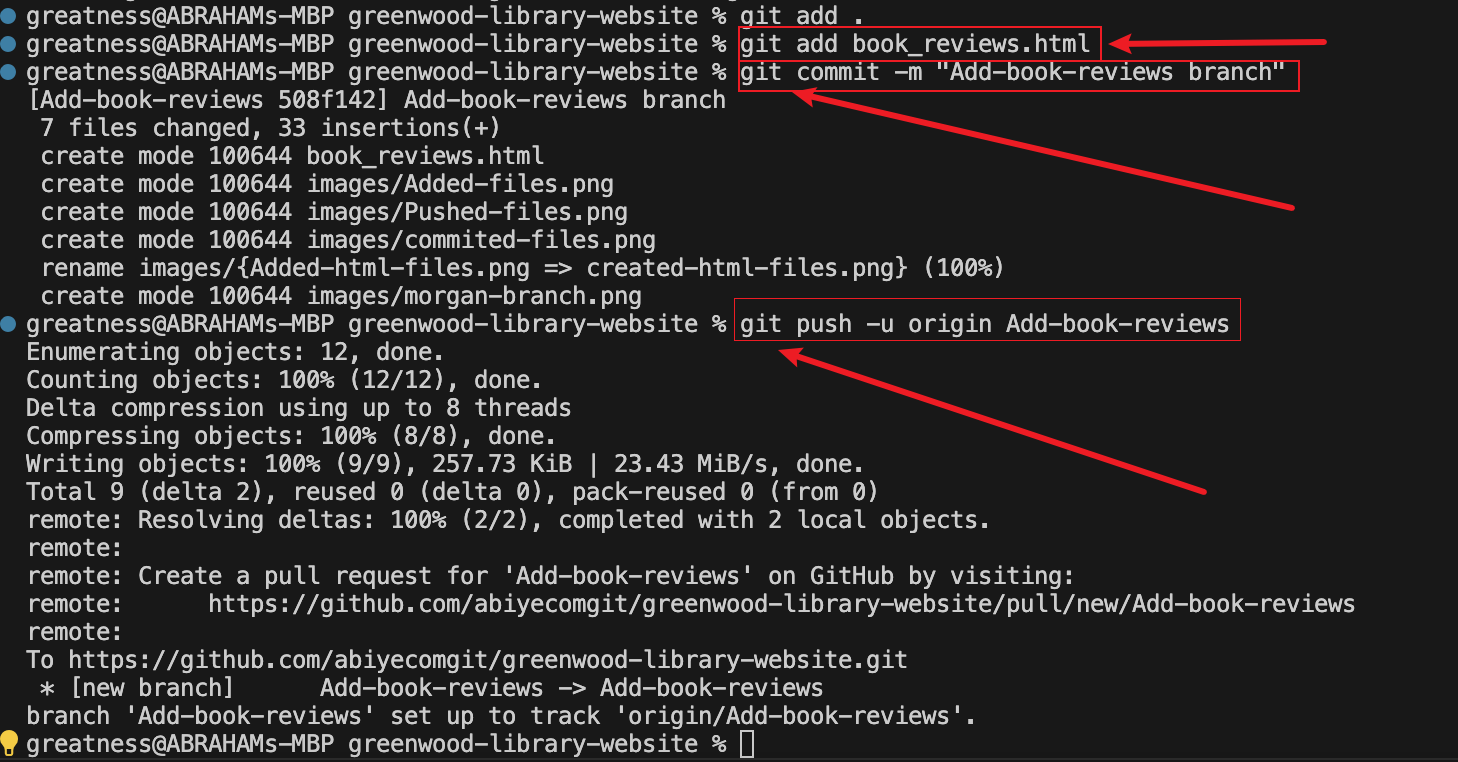 greatness@ABRAHAMs-MBP greenwood-library-website % git add .
greatness@ABRAHAMs-MBP greenwood-library-website % git add book_reviews.html
greatness@ABRAHAMs-MBP greenwood-library-website % git commit -m "Add-book-reviews branch"
[Add-book-reviews 508f142] Add-book-reviews branch
 7 files changed, 33 insertions(+)
 create mode 100644 book_reviews.html
 create mode 100644 images/Added-files.png
 create mode 100644 images/Pushed-files.png
 create mode 100644 images/commited-files.png
 rename images/{Added-html-files.png => created-html-files.png} (100%)
 create mode 100644 images/morgan-branch.png
greatness@ABRAHAMs-MBP greenwood-library-website % git push -u origin Add-book-reviews
Enumerating objects: 12, done.
Counting objects: 100% (12/12), done.
Delta compression using up to 8 threads
Compressing objects: 100% (8/8), done.
Writing objects: 100% (9/9), 257.73 KiB | 23.43 MiB/s, done.
Total 9 (delta 2), reused 0 (delta 0), pack-reused 0 (from 0)
remote: Resolving deltas: 100% (2/2), completed with 2 local objects.
remote:
remote: Create a pull request for 'Add-book-reviews' on GitHub by visiting:
remote:      https://github.com/abiyecomgit/greenwood-library-website/pull/new/Add-book-reviews
remote:
To https://github.com/abiyecomgit/greenwood-library-website.git
 * [new branch]      Add-book-reviews -> Add-book-reviews
branch 'Add-book-reviews' set up to track 'origin/Add-book-reviews'.
greatness@ABRAHAMs-MBP greenwood-library-website %